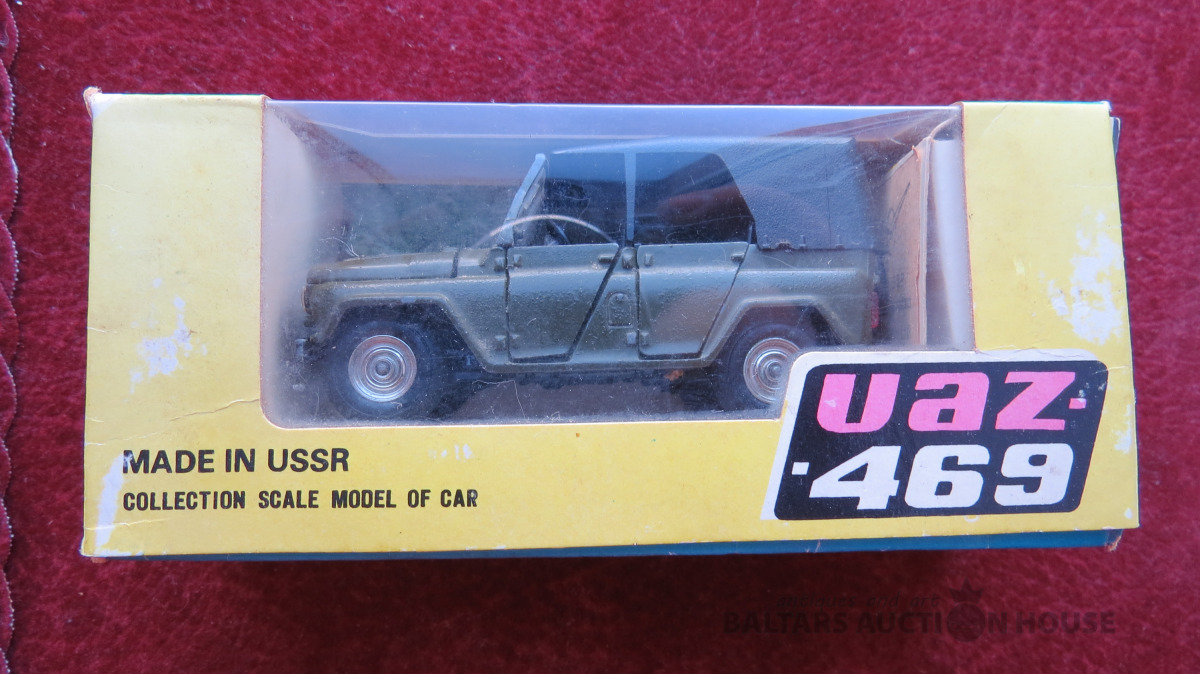 MADE IN USSR
COLLECTION SCALE MODEL OF CAR
uaz-
-469
BALTARS AUCTION HOUSE